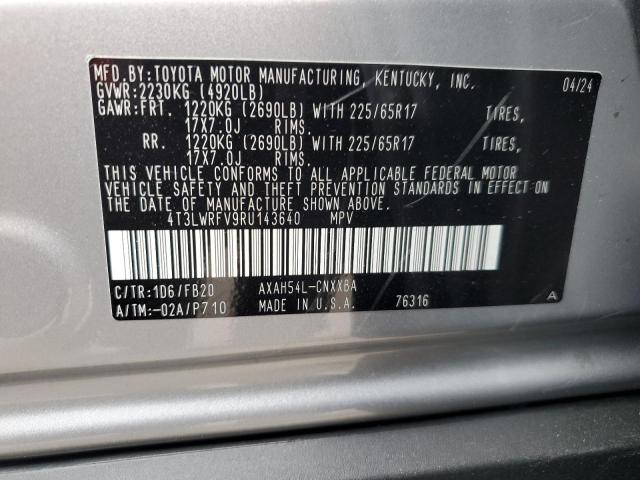 MFD.BY:TOYOTA MOTOR MANUFACTURING, KENTUCKY, INC. 04/24
GVWR:2230KG (4920LB)
GAWR:FRT. 1220KG (2690LB) WITH 225/65R17 TIRES,
17X7.0J RIMS.
RR. 1220KG (2690LB) WITH 225/65R17 TIRES,
17X7.0J RIMS.
THIS VEHICLE CONFORMS TO ALL APPLICABLE FEDERAL MOTOR
VEHICLE SAFETY AND THEFT PREVENTION STANDARDS IN EFFECT ON
THE DATE OF MANUFACTURE SHOWN ABOVE.
4T3LWRFV9RU143640 MPV
C/TR:1D6/FB20 AXAH54L-CNXXBA
A/TM:-02A/P710 MADE IN U.S.A. 76316 A